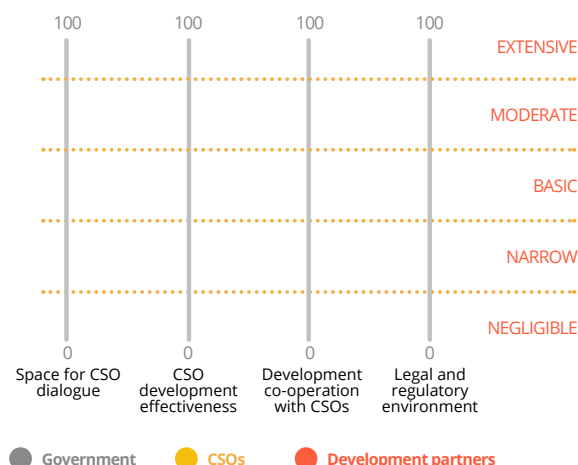 100 100 100 100
EXTENSIVE
MODERATE
BASIC
NARROW
NEGLIGIBLE
0 0 0 0
Space for CSO
dialogue
CSO
development
effectiveness
Development
co-operation
with CSOs
Legal and
regulatory
environment
Government CSOs Development partners